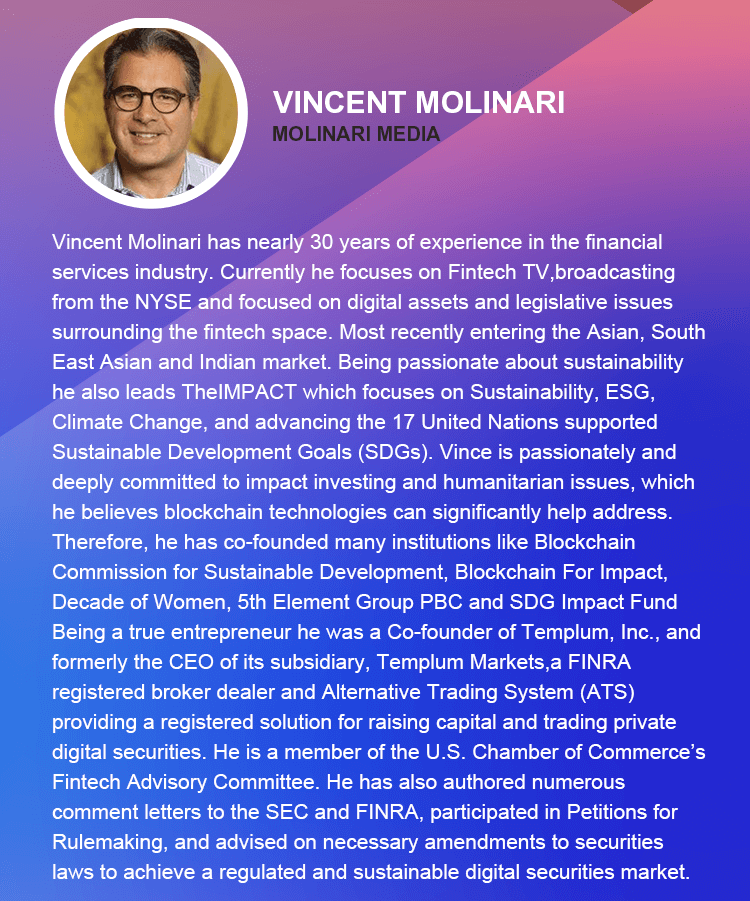 VINCENT MOLINARI
MOLINARI MEDIA
Vincent Molinari has nearly 30 years of experience in the financial
services industry. Currently he focuses on Fintech TV,broadcasting
from the NYSE and focused on digital assets and legislative issues
surrounding the fintech space. Most recently entering the Asian, South
East Asian and Indian market. Being passionate about sustainability
he also leads TheIMPACT which focuses on Sustainability, ESG,
Climate Change, and advancing the 17 United Nations supported
Sustainable Development Goals (SDGs). Vince is passionately and
deeply committed to impact investing and humanitarian issues, which
he believes blockchain technologies can significantly help address.
Therefore, he has co-founded many institutions like Blockchain
Commission for Sustainable Development, Blockchain For Impact,
Decade of Women, 5th Element Group PBC and SDG Impact Fund
Being a true entrepreneur he was a Co-founder of Templum, Inc., and
formerly the CEO of its subsidiary, Templum Markets,a FINRA
registered broker dealer and Alternative Trading System (ATS)
providing a registered solution for raising capital and trading private
digital securities. He is a member of the U.S. Chamber of Commerce’s
Fintech Advisory Committee. He has also authored numerous
comment letters to the SEC and FINRA, participated in Petitions for
Rulemaking, and advised on necessary amendments to securities
laws to achieve a regulated and sustainable digital securities market.